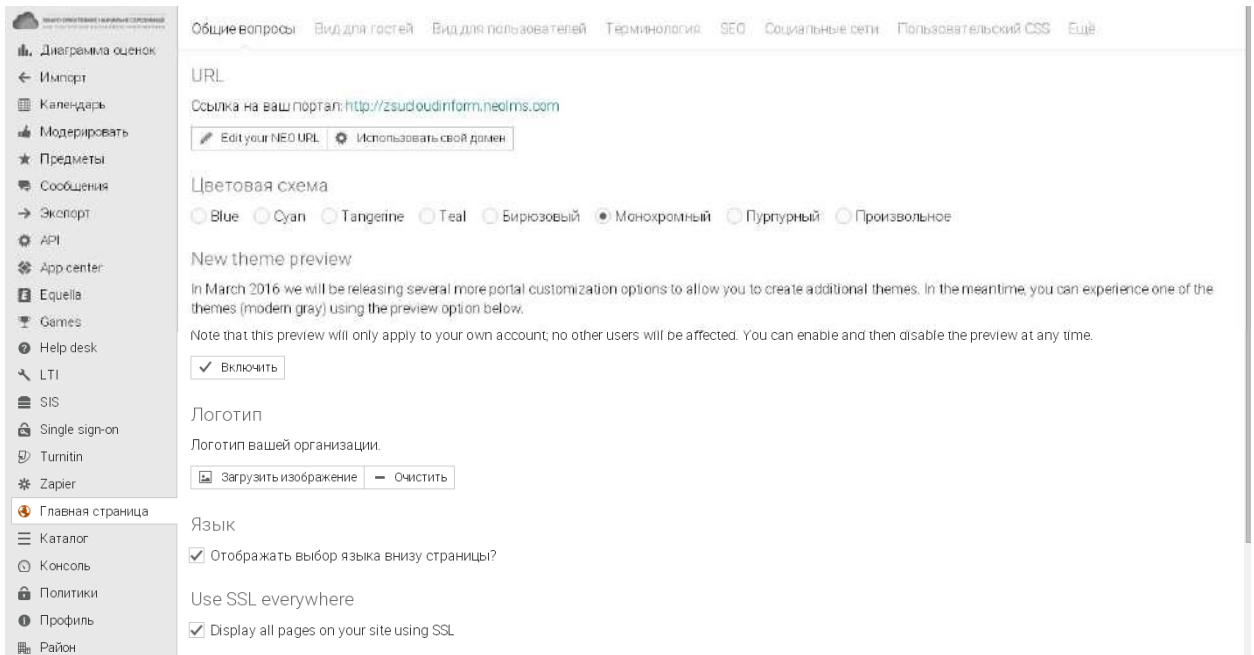 Диаграмма оценок
Импорт
Календарь
Модерировать
Предметы
Сообщения
Экспорт
API
App center
Equella
Games
Help desk
LTI
SIS
Single sign-on
Turnitin
Zapier
Главная страница
Каталог
Консоль
Политики
Профиль
Район
Общие вопросы Вид для гостей Вид для пользователей Терминология SEO Социальные сети Пользовательский CSS Ещё
URL
Ссылка на ваш портал: http://zsucloudinform.neolms.com
Edit your NEO URL Использовать свой домен
Цветовая схема
Blue Cyan Tangerine Teal Бирюзовый Монохромный Пурпурный Произвольное
New theme preview
In March 2016 we will be releasing several more portal customization options to allow you to create additional themes. In the meantime, you can experience one of the
themes (modern gray) using the preview option below.
Note that this preview will only apply to your own account; no other users will be affected. You can enable and then disable the preview at any time.
Включить
Логотип
Логотип вашей организации.
Загрузить изображение Очистить
Язык
Отображать выбор языка внизу страницы?
Use SSL everywhere
Display all pages on your site using SSL